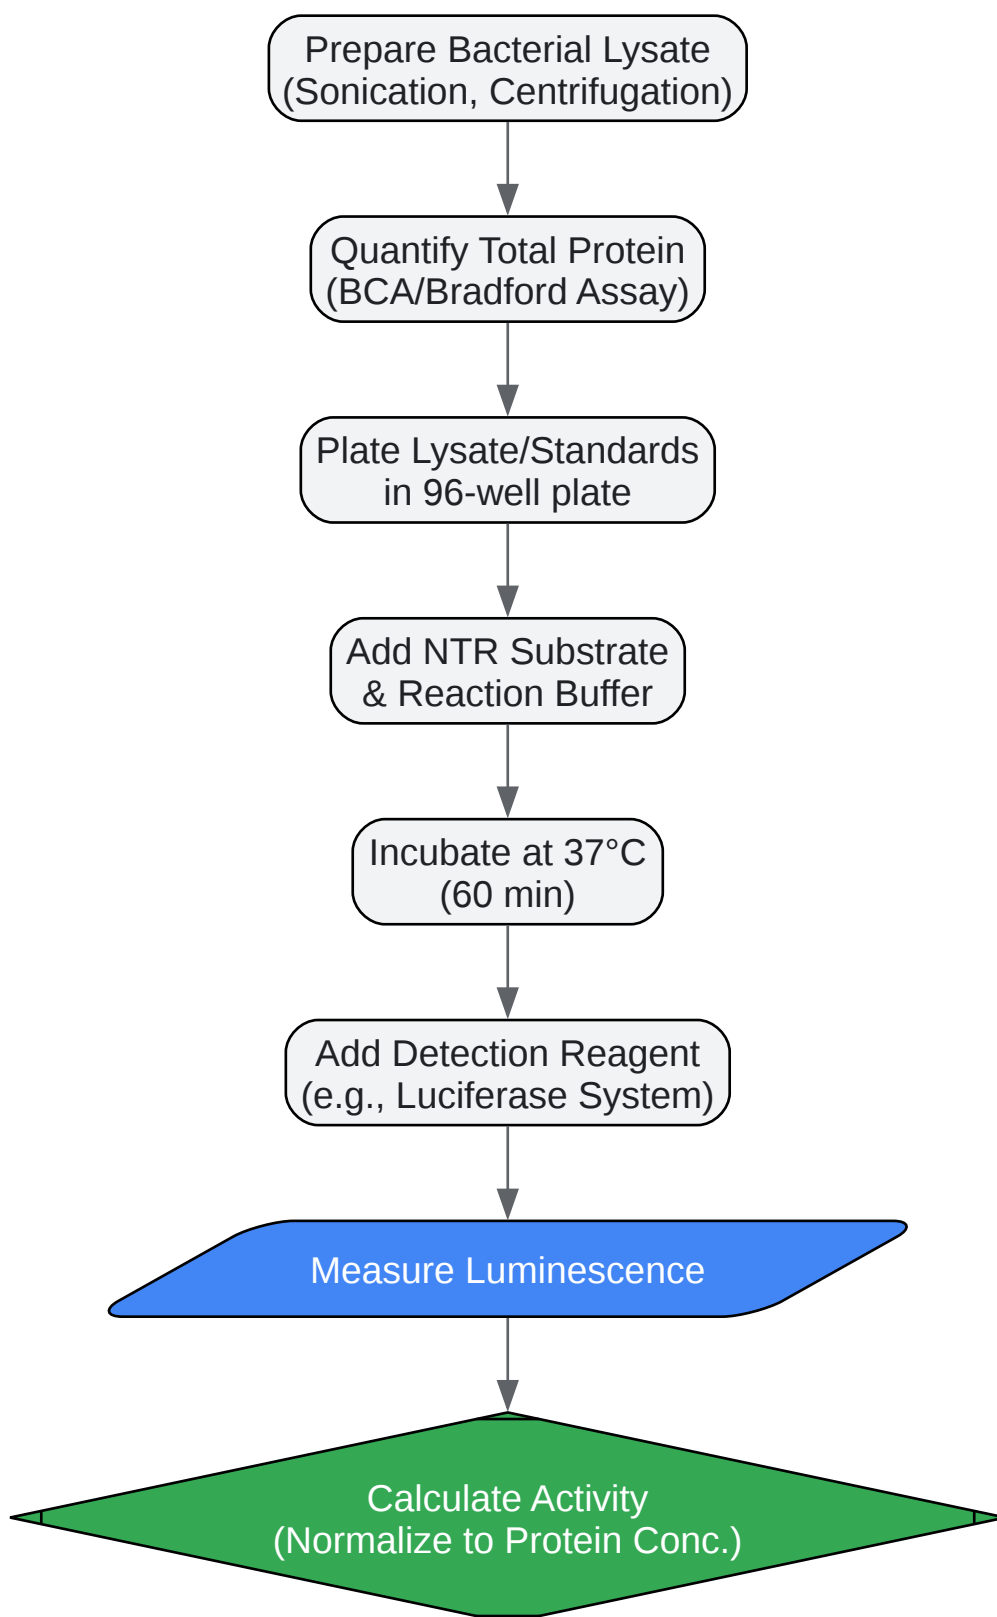 Prepare Bacterial Lysate
(Sonication, Centrifugation)
Quantify Total Protein
(BCA/Bradford Assay)
Plate Lysate/Standards
in 96-well plate
Add NTR Substrate
& Reaction Buffer
Incubate at 37°C
(60 min)
Add Detection Reagent
(e.g., Luciferase System)
Measure Luminescence
Calculate Activity
(Normalize to Protein Conc.)